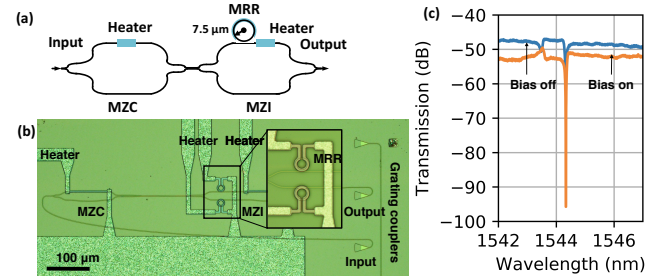 (a)
MRR
Heater
7.5 μm
Heater
Input
Output
MZC
MZI
(b)
Heater
Heater
Heater
MRR
MZC
MZI
Output
Input
Grating couplers
100 μm
(c)
Transmission (dB)
−40
−50
−60
−70
−80
−90
−100
Bias off
Bias on
1542
1544
1546
Wavelength (nm)